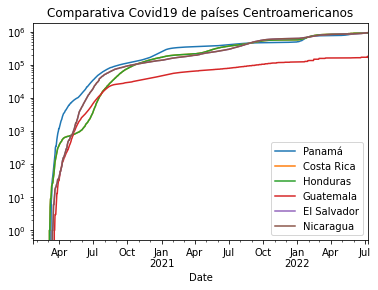 Comparativa Covid19 de países Centroamericanos
10⁶
10⁵
10⁴
10³
10²
10¹
10⁰
Panamá
Costa Rica
Honduras
Guatemala
El Salvador
Nicaragua
Apr Jul Oct Jan Apr Jul Oct Jan Apr Jul
2021 2022
Date